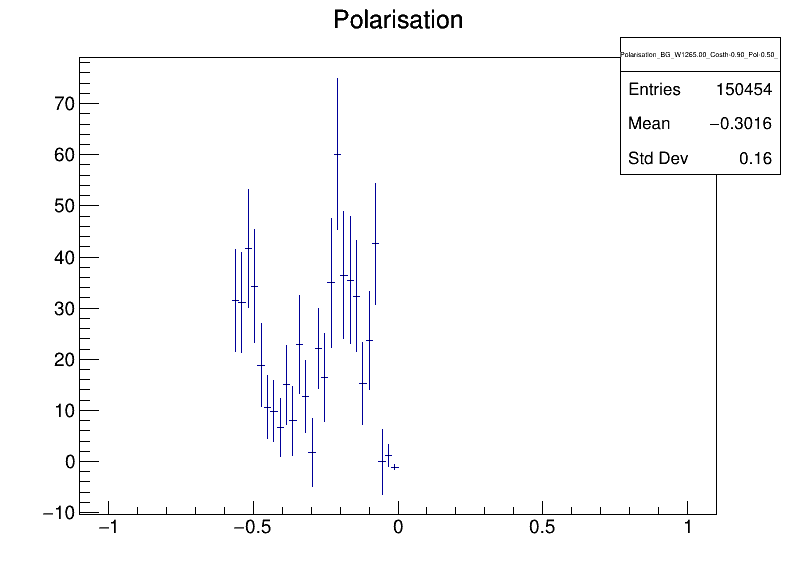 Polarisation
Polarisation_BG_W1265.00_Costh-0.90_Pol-0.50_
Entries 150454
Mean −0.3016
Std Dev 0.16
70
60
50
40
30
20
10
0
−10
−1 −0.5 0 0.5 1